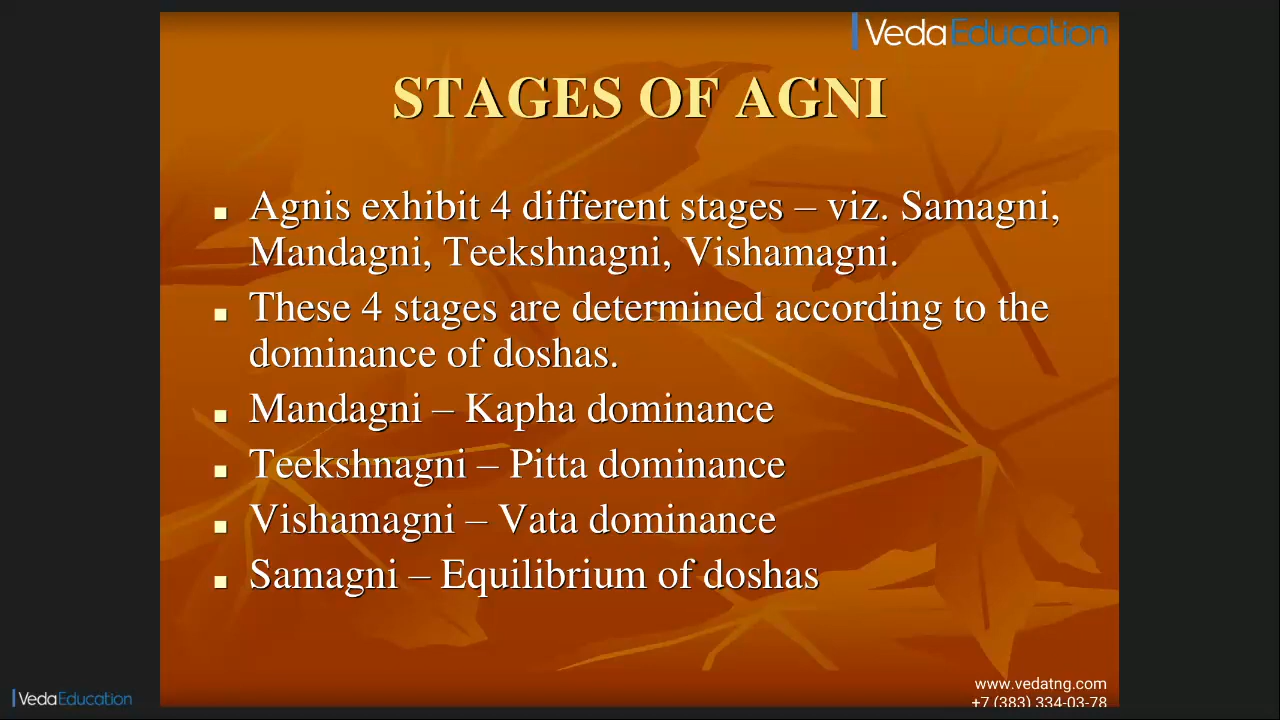 VedaEducation
STAGES OF AGNI
■ Agnis exhibit 4 different stages – viz. Samagni,
Mandagni, Teekshnagni, Vishamagni.
■ These 4 stages are determined according to the
dominance of doshas.
■ Mandagni – Kapha dominance
■ Teekshnagni – Pitta dominance
■ Vishamagni – Vata dominance
■ Samagni – Equilibrium of doshas
www.vedatng.com
+7 (383) 334-03-78
VedaEducation